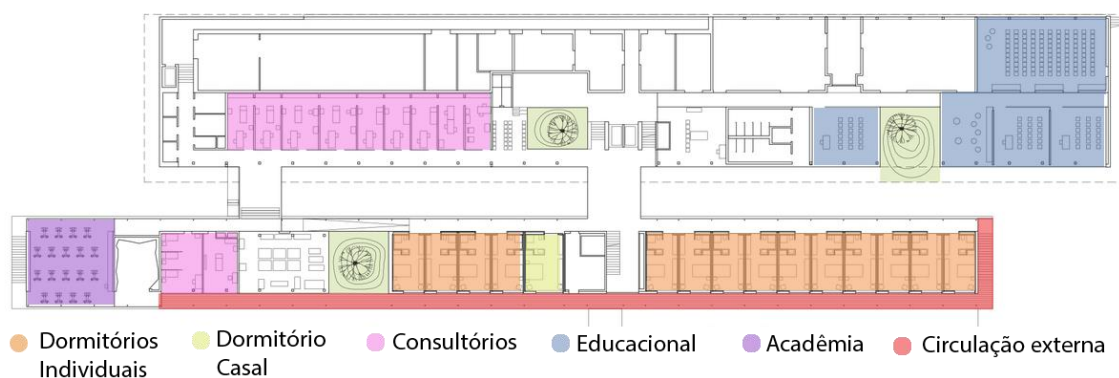 Dormitórios
Individuais
Dormitório
Casal
Consultórios
Educacional
Acadêmia
Circulação externa